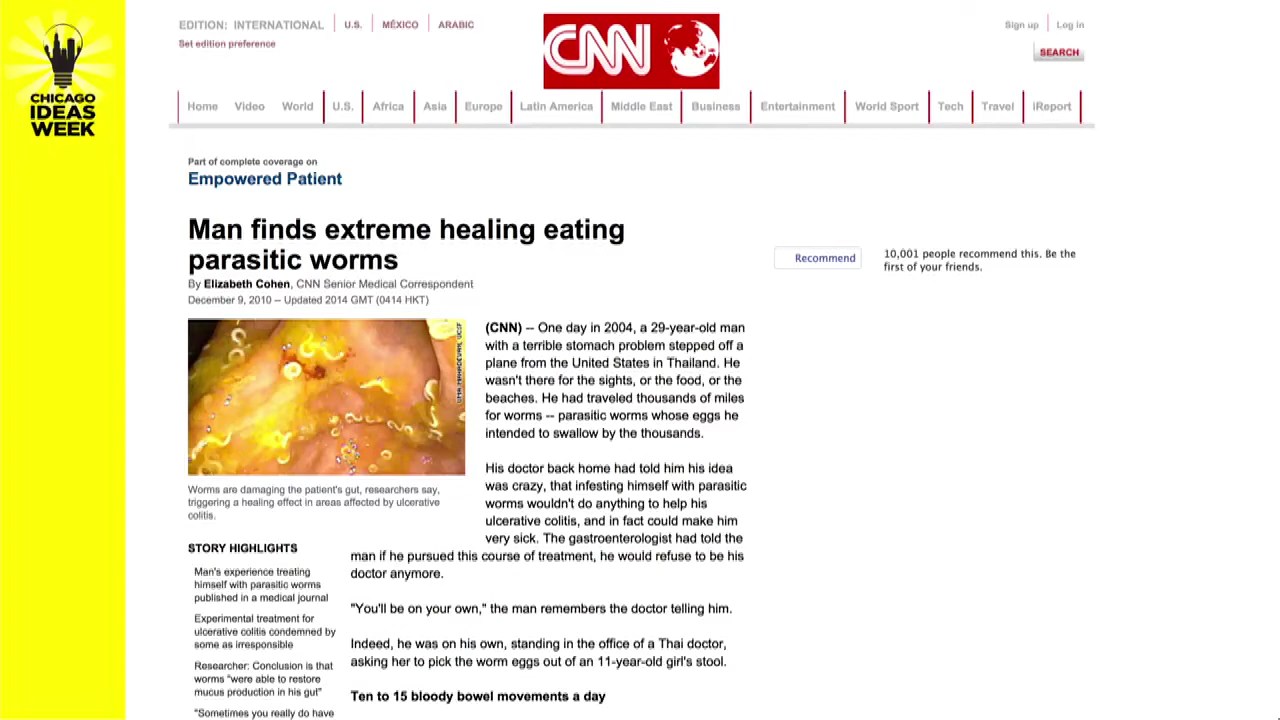 EDITION: INTERNATIONAL U.S. MÉXICO ARABIC
Set edition preference
CNN
Sign up Log in
SEARCH
CHICAGO
IDEAS
WEEK
Home Video World U.S. Africa Asia Europe Latin America Middle East Business Entertainment World Sport Tech Travel iReport
Part of complete coverage on
Empowered Patient
Man finds extreme healing eating
parasitic worms
By Elizabeth Cohen, CNN Senior Medical Correspondent
December 9, 2010 -- Updated 2014 GMT (0414 HKT)
Recommend
10,001 people recommend this. Be the
first of your friends.
UMA MAHADEVAN, UCSF
Worms are damaging the patient's gut, researchers say,
triggering a healing effect in areas affected by ulcerative
colitis.
STORY HIGHLIGHTS
Man's experience treating
himself with parasitic worms
published in a medical journal
Experimental treatment for
ulcerative colitis condemned by
some as irresponsible
Researcher: Conclusion is that
worms "were able to restore
mucus production in his gut"
"Sometimes you really do have
(CNN) -- One day in 2004, a 29-year-old man
with a terrible stomach problem stepped off a
plane from the United States in Thailand. He
wasn't there for the sights, or the food, or the
beaches. He had traveled thousands of miles
for worms -- parasitic worms whose eggs he
intended to swallow by the thousands.
His doctor back home had told him his idea
was crazy, that infesting himself with parasitic
worms wouldn't do anything to help his
ulcerative colitis, and in fact could make him
very sick. The gastroenterologist had told the
man if he pursued this course of treatment, he would refuse to be his
doctor anymore.
"You'll be on your own," the man remembers the doctor telling him.
Indeed, he was on his own, standing in the office of a Thai doctor,
asking her to pick the worm eggs out of an 11-year-old girl's stool.
Ten to 15 bloody bowel movements a day